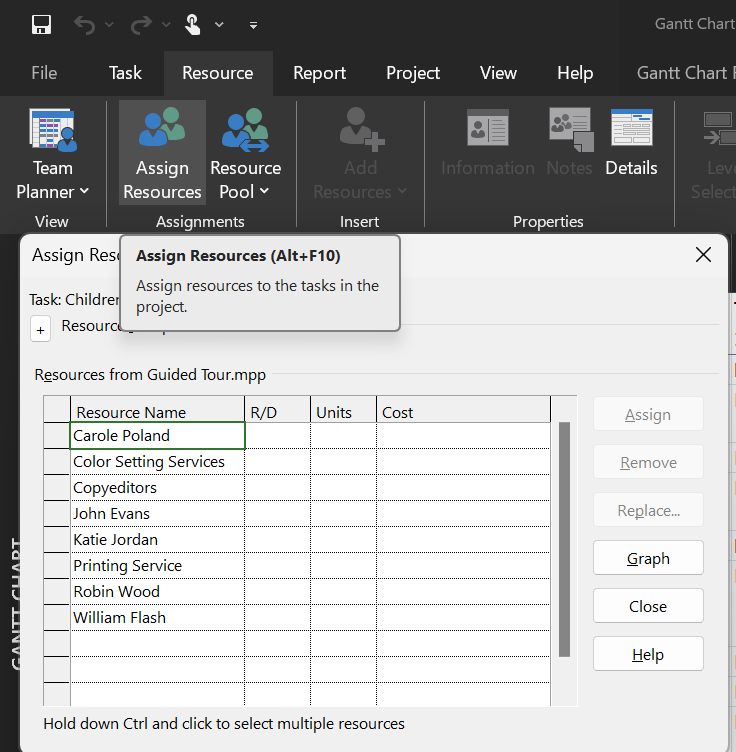 Gantt Chart
File Task Resource Report Project View Help Gantt Chart F
Team Planner
Assign Resources
Resource Pool
Add Resources
Information
Notes
Details
Leve
Select
View
Assignments
Insert
Properties
Assign Res
Assign Resources (Alt+F10)
Assign resources to the tasks in the
project.
Task: Children
+ Resource
Resources from Guided Tour.mpp
Resource Name R/D Units Cost
Carole Poland
Color Setting Services
Copyeditors
John Evans
Katie Jordan
Printing Service
Robin Wood
William Flash
Assign
Remove
Replace...
Graph
Close
Help
GANTT CHART
Hold down Ctrl and click to select multiple resources